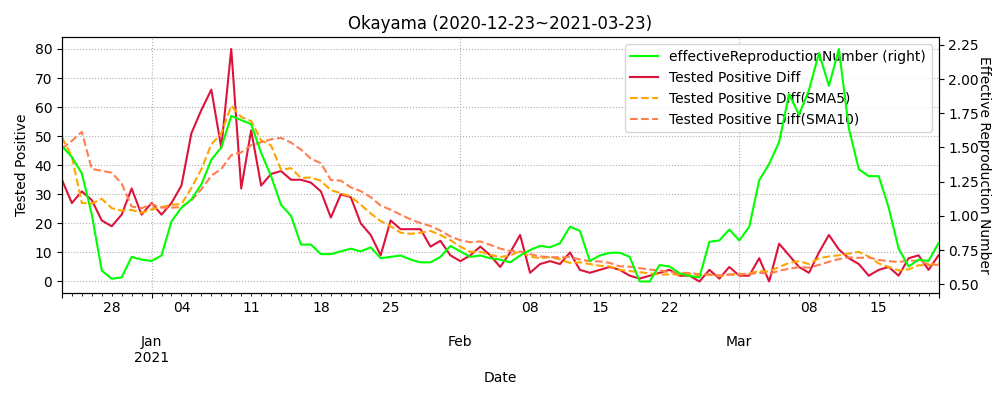 Okayama (2020-12-23~2021-03-23)
effectiveReproductionNumber (right)
Tested Positive Diff
Tested Positive Diff(SMA5)
Tested Positive Diff(SMA10)
Tested Positive
80
70
60
50
40
30
20
10
0
2.25
2.00
1.75
1.50
1.25
1.00
0.75
0.50
Effective Reproduction Number
28 04 11 18 25 08 15 22 08 15
Jan Feb Mar
2021
Date